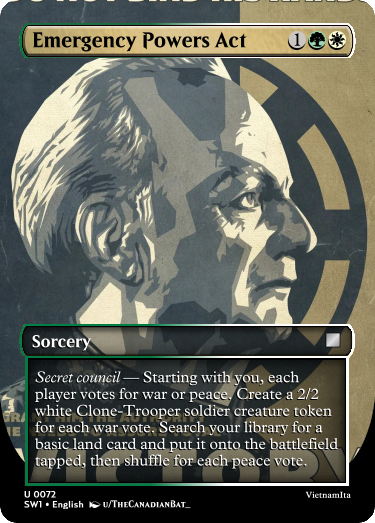 Emergency Powers Act 1
Sorcery
Secret council — Starting with you, each
player votes for war or peace. Create a 2/2
white Clone-Trooper soldier creature token
for each war vote. Search your library for a
basic land card and put it onto the battlefield
tapped, then shuffle for each peace vote.
U 0072
VietnamIta
SW1 • English u/TheCanadianBat_